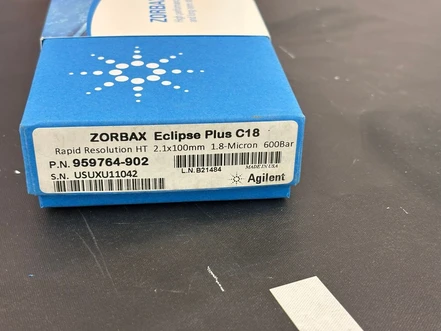 ZORBAX
ZORBAX Eclipse Plus C18
Rapid Resolution HT 2.1x100mm 1.8-Micron 600Bar
P.N. 959764-902
MADE IN USA
S.N. USUXU11042
L.N. B21484
Agilent